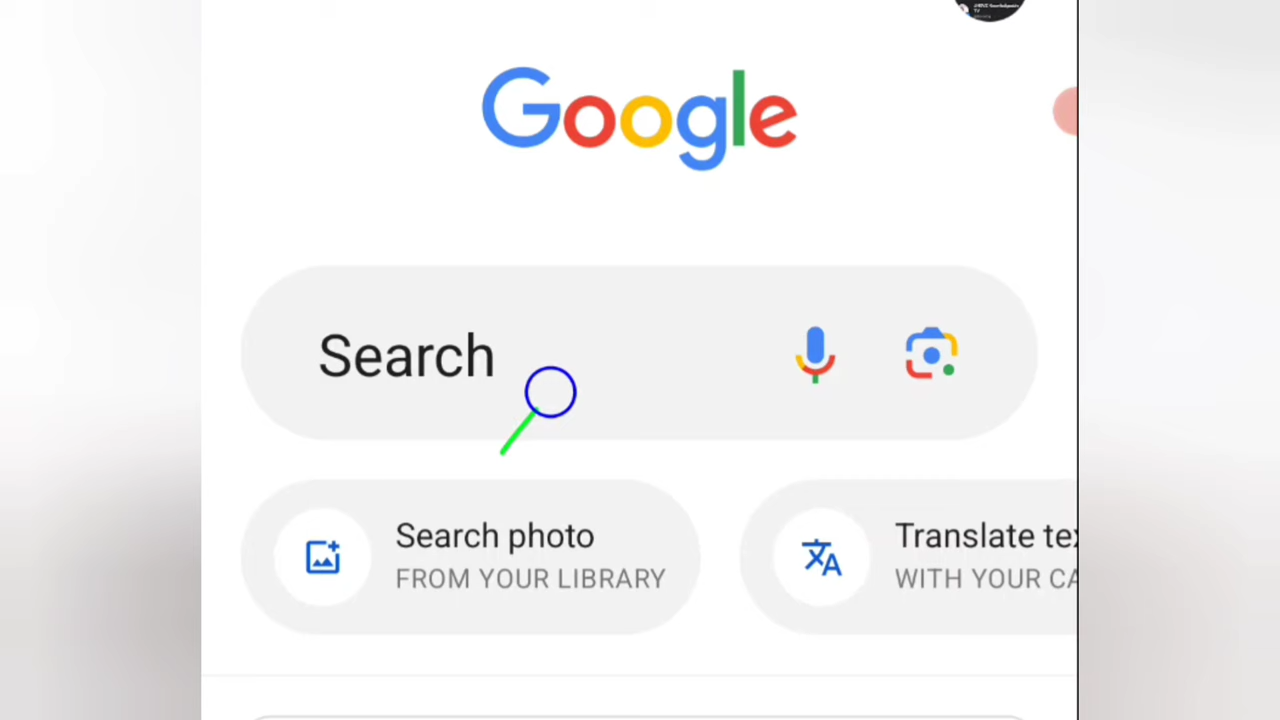 Google
Search
Search photo
FROM YOUR LIBRARY
Translate tex
WITH YOUR CA